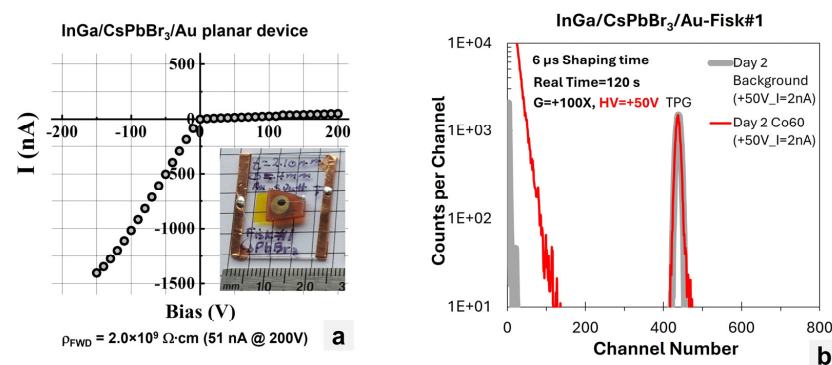 InGa/CsPbBr₃/Au planar device
I (nA)
500
-200
-100
0
100
200
-500
-1000
-1500
mm
10
2
3
Bias (V)
ρFWD = 2.0×10⁹ Ω·cm (51 nA @ 200V)
a
InGa/CsPbBr₃/Au-Fisk#1
Counts per Channel
1E+04
1E+03
1E+02
1E+01
6 µs Shaping time
Real Time=120 s
G=+100X, HV=+50V
TPG
Day 2
Background
(+50V_I=2nA)
Day 2 Co60
(+50V_I=2nA)
0
200
400
600
800
Channel Number
b